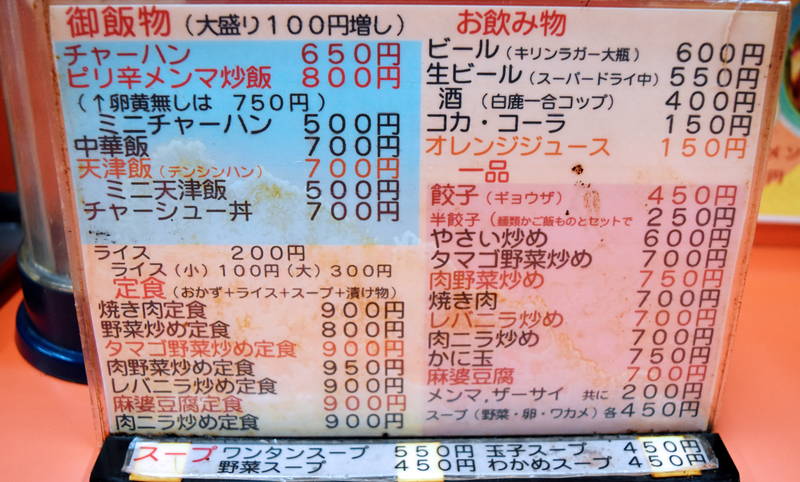 御飯物 (大盛り100円増し)
チャーハン 650円
ピリ辛メンマ炒飯 800円
(↑卵黄無しは 750円)
ミニチャーハン 500円
中華飯 700円
天津飯(テンシンハン) 700円
ミニ天津飯 500円
チャーシュー丼 700円
ライス 200円
ライス(小)100円(大)300円
定食(おかず+ライス+スープ+漬け物)
焼き肉定食 900円
野菜炒め定食 800円
タマゴ野菜炒め定食 900円
肉野菜炒め定食 950円
レバニラ炒め定食 900円
麻婆豆腐定食 900円
肉ニラ炒め定食 900円
お飲み物
ビール(キリンラガー大瓶) 600円
生ビール(スーパードライ中) 550円
酒 (白鹿一合コップ) 400円
コカ・コーラ 150円
オレンジジュース 150円
一品
餃子(ギョウザ) 450円
半餃子(麺類かご飯ものとセットで 250円
やさい炒め 600円
タマゴ野菜炒め 700円
肉野菜炒め 750円
焼き肉 700円
レバニラ炒め 700円
肉ニラ炒め 700円
かに玉 750円
麻婆豆腐 700円
メンマ,ザーサイ 共に 200円
スープ(野菜・卵・ワカメ)各450円
スープ ワンタンスープ 550円 玉子スープ 450円
野菜スープ 450円 わかめスープ 450円